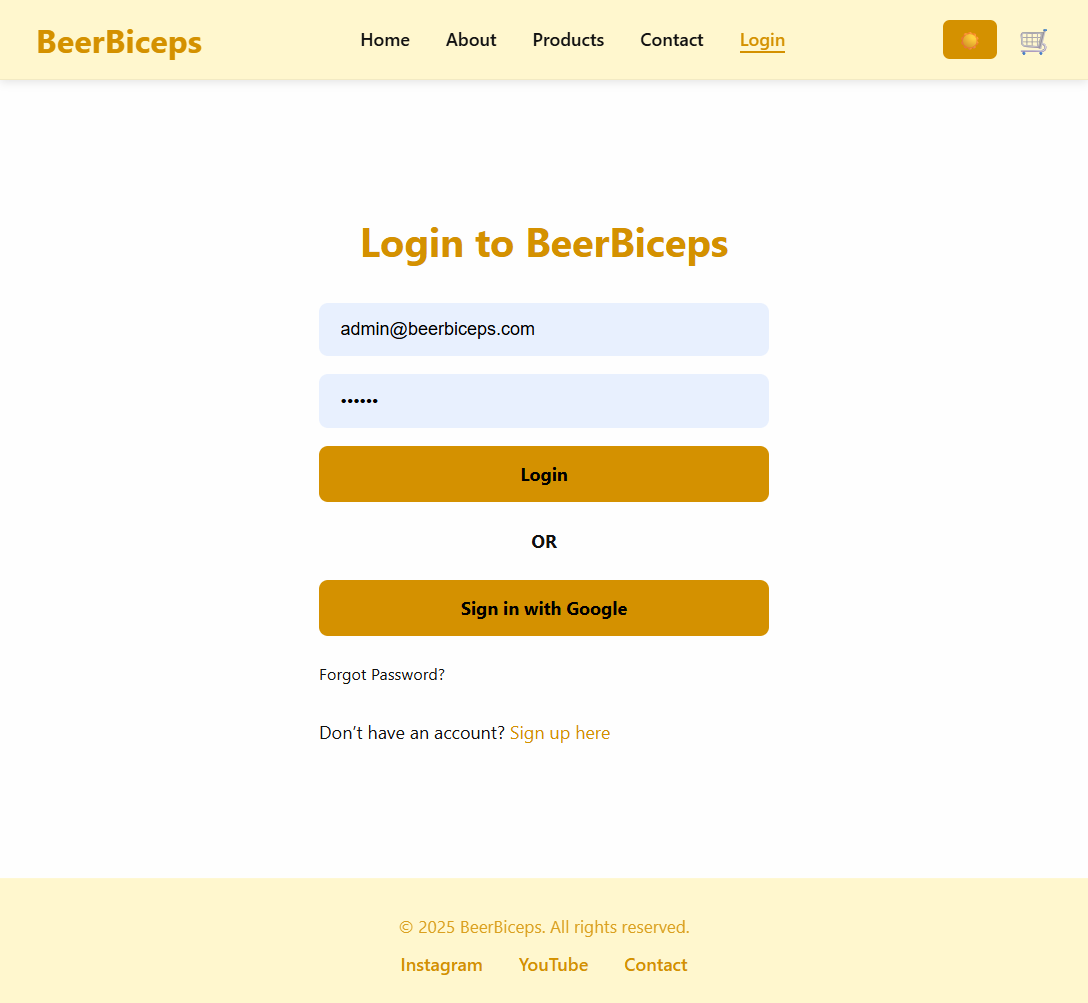 BeerBiceps Home About Products Contact Login
Login to BeerBiceps
admin@beerbiceps.com
••••••
Login
OR
Sign in with Google
Forgot Password?
Don’t have an account? Sign up here
© 2025 BeerBiceps. All rights reserved.
Instagram YouTube Contact